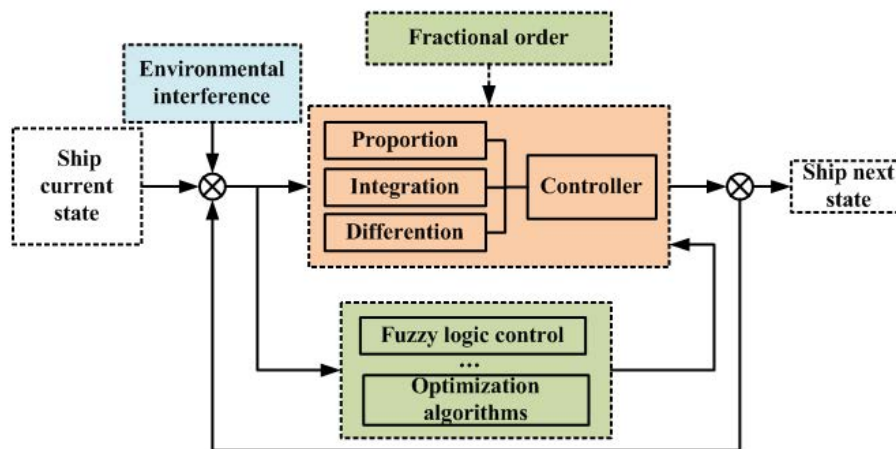 Fractional order
Environmental
interference
Ship
current
state
Proportion
Integration
Differention
Controller
Ship next
state
Fuzzy logic control
...
Optimization
algorithms